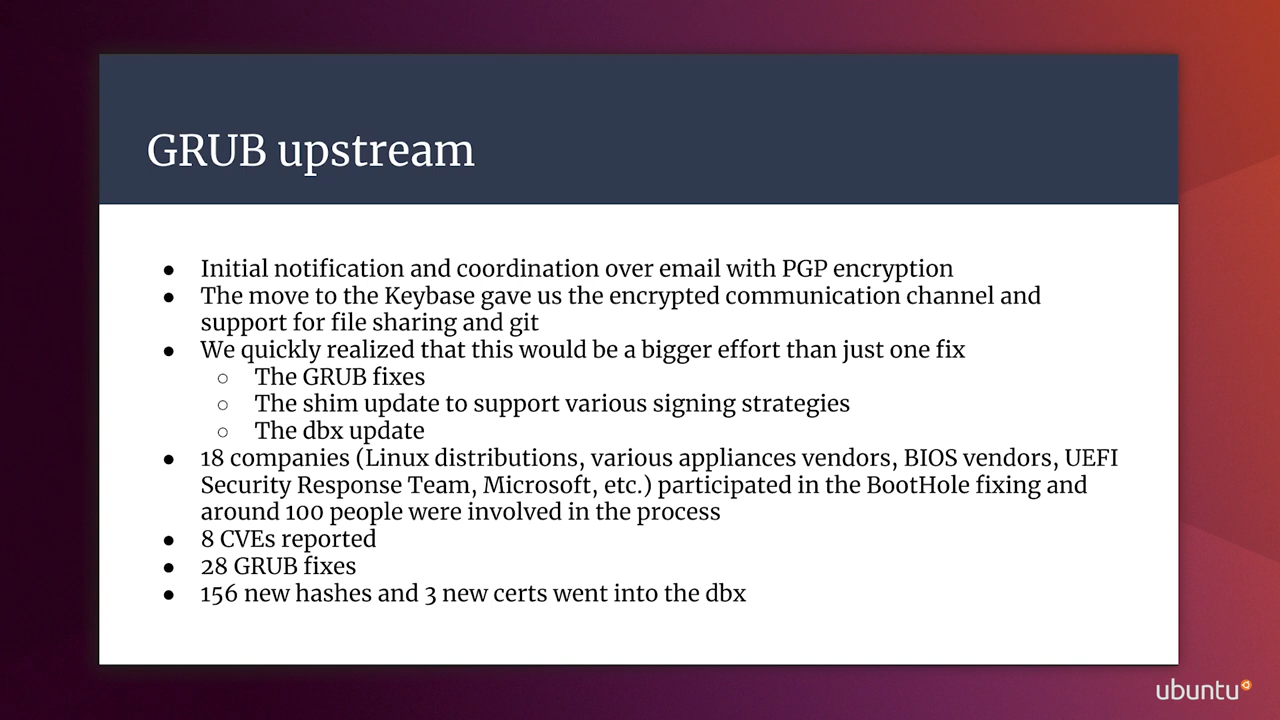 GRUB upstream
● Initial notification and coordination over email with PGP encryption
● The move to the Keybase gave us the encrypted communication channel and
support for file sharing and git
● We quickly realized that this would be a bigger effort than just one fix
○ The GRUB fixes
○ The shim update to support various signing strategies
○ The dbx update
● 18 companies (Linux distributions, various appliances vendors, BIOS vendors, UEFI
Security Response Team, Microsoft, etc.) participated in the BootHole fixing and
around 100 people were involved in the process
● 8 CVEs reported
● 28 GRUB fixes
● 156 new hashes and 3 new certs went into the dbx
ubuntu